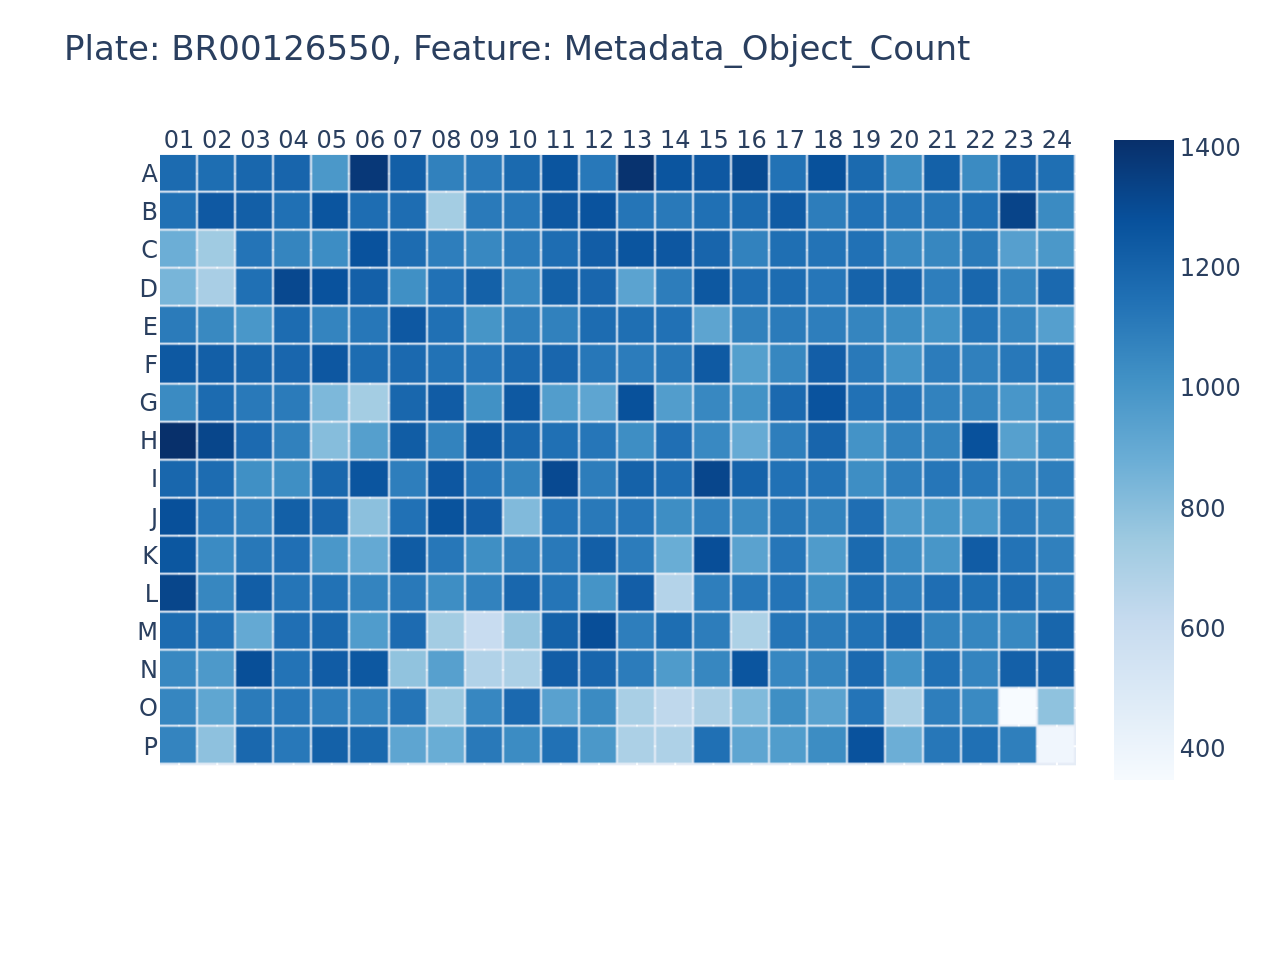 Plate: BR00126550, Feature: Metadata_Object_Count
01 02 03 04 05 06 07 08 09 10 11 12 13 14 15 16 17 18 19 20 21 22 23 24
A
B
C
D
E
F
G
H
I
J
K
L
M
N
O
P
1400
1200
1000
800
600
400